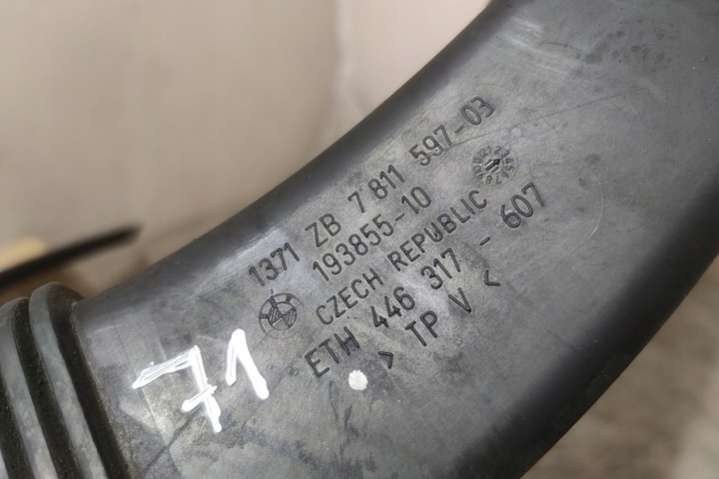 1371 ZB 7 811 597-03
193855-10
CZECH REPUBLIC
ETH 446 317 - 607
> TP V <
71